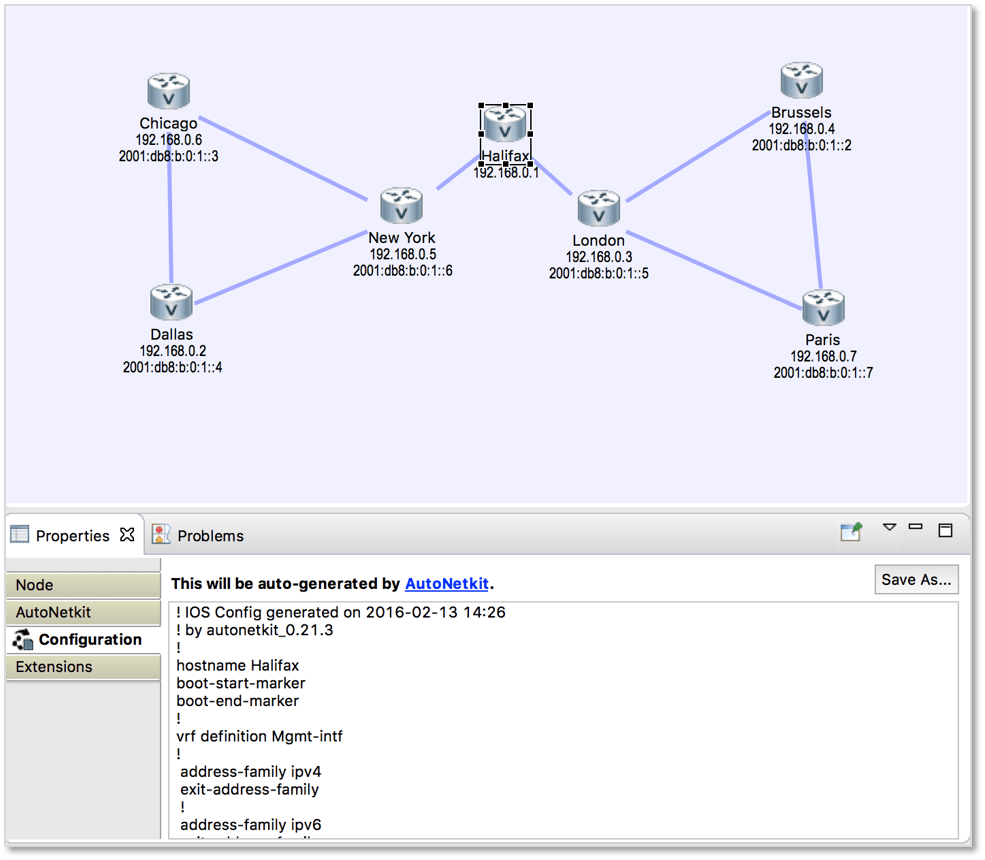 V
Chicago
192.168.0.6
2001:db8:b:0:1::3
V
Halifax
192.168.0.1
V
Brussels
192.168.0.4
2001:db8:b:0:1::2
V
New York
192.168.0.5
2001:db8:b:0:1::6
V
London
192.168.0.3
2001:db8:b:0:1::5
V
Dallas
192.168.0.2
2001:db8:b:0:1::4
V
Paris
192.168.0.7
2001:db8:b:0:1::7
Properties
Problems
Node
AutoNetkit
Configuration
Extensions
This will be auto-generated by AutoNetkit.
Save As...
! IOS Config generated on 2016-02-13 14:26
! by autonetkit_0.21.3
!
hostname Halifax
boot-start-marker
boot-end-marker
!
vrf definition Mgmt-intf
!
address-family ipv4
exit-address-family
!
address-family ipv6